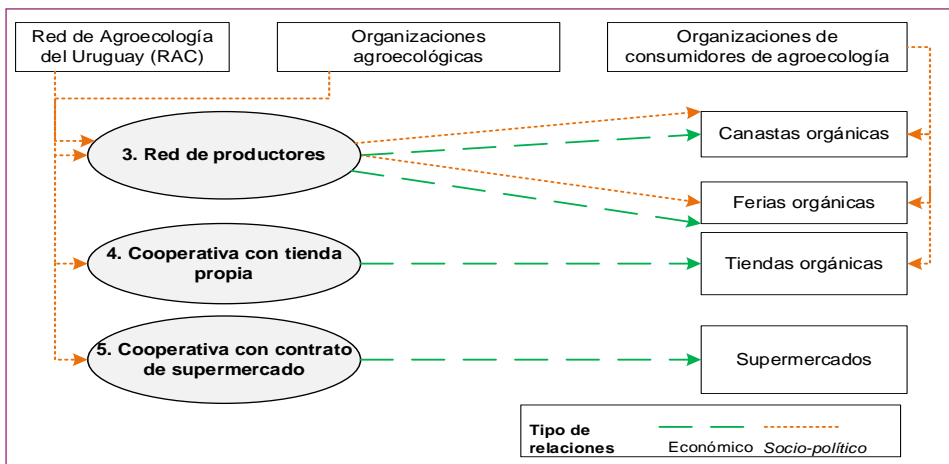 Red de Agroecología
del Uruguay (RAC)
Organizaciones
agroecológicas
Organizaciones de
consumidores de agroecología
3. Red de productores
Canastas orgánicas
Ferias orgánicas
4. Cooperativa con tienda
propia
Tiendas orgánicas
5. Cooperativa con contrato
de supermercado
Supermercados
Tipo de
relaciones
Económico
Socio-político